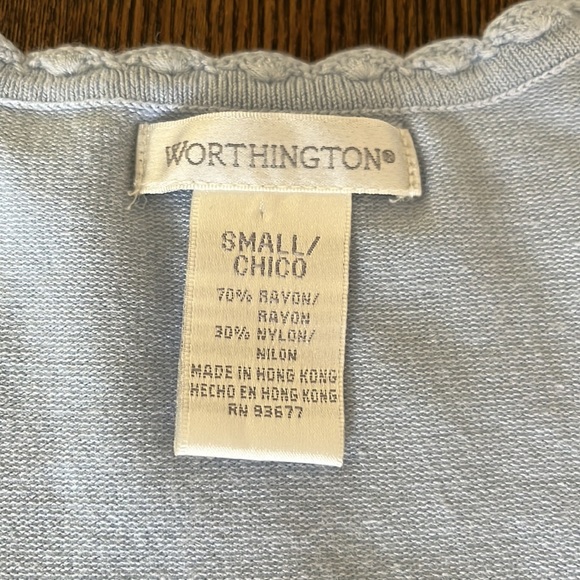 WORTHINGTON®
SMALL/
CHICO
70% RAYON/
RAYON
30% NYLON/
NILON
MADE IN HONG KONG
HECHO EN HONG KONG
RN 93677